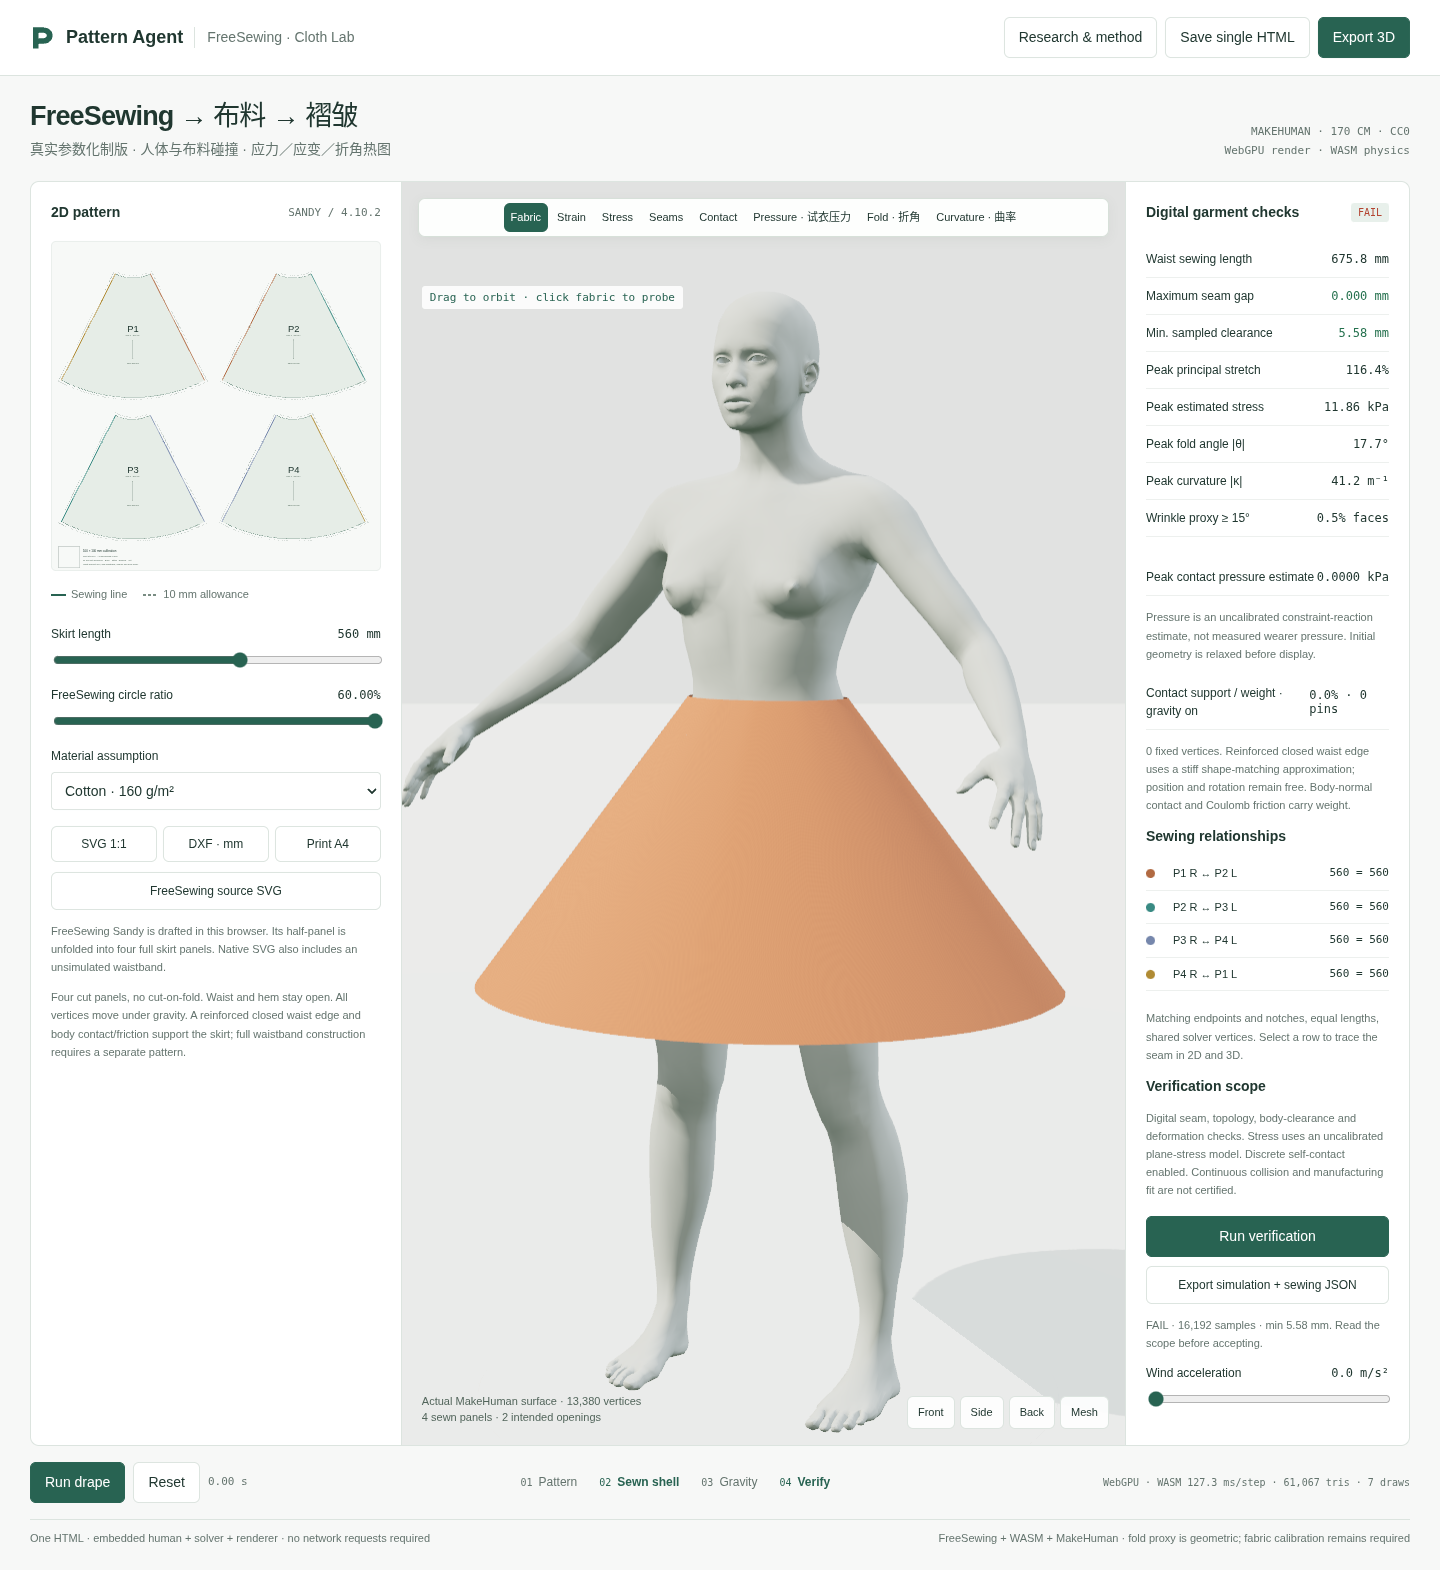 Pattern Agent
FreeSewing · Cloth Lab
Research & method
Save single HTML
Export 3D
FreeSewing → 布料 → 褶皱
真实参数化制版 · 人体与布料碰撞 · 应力／应变／折角热图
MAKEHUMAN · 170 CM · CC0
WebGPU render · WASM physics
2D pattern
SANDY / 4.10.2
P1
P2
P3
P4
Sewing line
10 mm allowance
Skirt length
560 mm
FreeSewing circle ratio
60.00%
Material assumption
Cotton · 160 g/m²
SVG 1:1
DXF · mm
Print A4
FreeSewing source SVG
FreeSewing Sandy is drafted in this browser. Its half-panel is
unfolded into four full skirt panels. Native SVG also includes an
unsimulated waistband.
Four cut panels, no cut-on-fold. Waist and hem stay open. All
vertices move under gravity. A reinforced closed waist edge and
body contact/friction support the skirt; full waistband construction
requires a separate pattern.
Fabric
Strain
Stress
Seams
Contact
Pressure · 试衣压力
Fold · 折角
Curvature · 曲率
Drag to orbit · click fabric to probe
Actual MakeHuman surface · 13,380 vertices
4 sewn panels · 2 intended openings
Front
Side
Back
Mesh
Digital garment checks
FAIL
Waist sewing length
675.8 mm
Maximum seam gap
0.000 mm
Min. sampled clearance
5.58 mm
Peak principal stretch
116.4%
Peak estimated stress
11.86 kPa
Peak fold angle |θ|
17.7°
Peak curvature |κ|
41.2 m⁻¹
Wrinkle proxy ≥ 15°
0.5% faces
Peak contact pressure estimate
0.0000 kPa
Pressure is an uncalibrated constraint-reaction
estimate, not measured wearer pressure. Initial
geometry is relaxed before display.
Contact support / weight ·
gravity on
0.0% · 0
pins
0 fixed vertices. Reinforced closed waist edge
uses a stiff shape-matching approximation;
position and rotation remain free. Body-normal
contact and Coulomb friction carry weight.
Sewing relationships
P1 R ↔ P2 L
560 = 560
P2 R ↔ P3 L
560 = 560
P3 R ↔ P4 L
560 = 560
P4 R ↔ P1 L
560 = 560
Matching endpoints and notches, equal lengths,
shared solver vertices. Select a row to trace the
seam in 2D and 3D.
Verification scope
Digital seam, topology, body-clearance and
deformation checks. Stress uses an uncalibrated
plane-stress model. Discrete self-contact
enabled. Continuous collision and manufacturing
fit are not certified.
Run verification
Export simulation + sewing JSON
FAIL · 16,192 samples · min 5.58 mm. Read the
scope before accepting.
Wind acceleration
0.0 m/s²
Run drape
Reset
0.00 s
01 Pattern
02 Sewn shell
03 Gravity
04 Verify
WebGPU · WASM 127.3 ms/step · 61,067 tris · 7 draws
One HTML · embedded human + solver + renderer · no network requests required
FreeSewing + WASM + MakeHuman · fold proxy is geometric; fabric calibration remains required